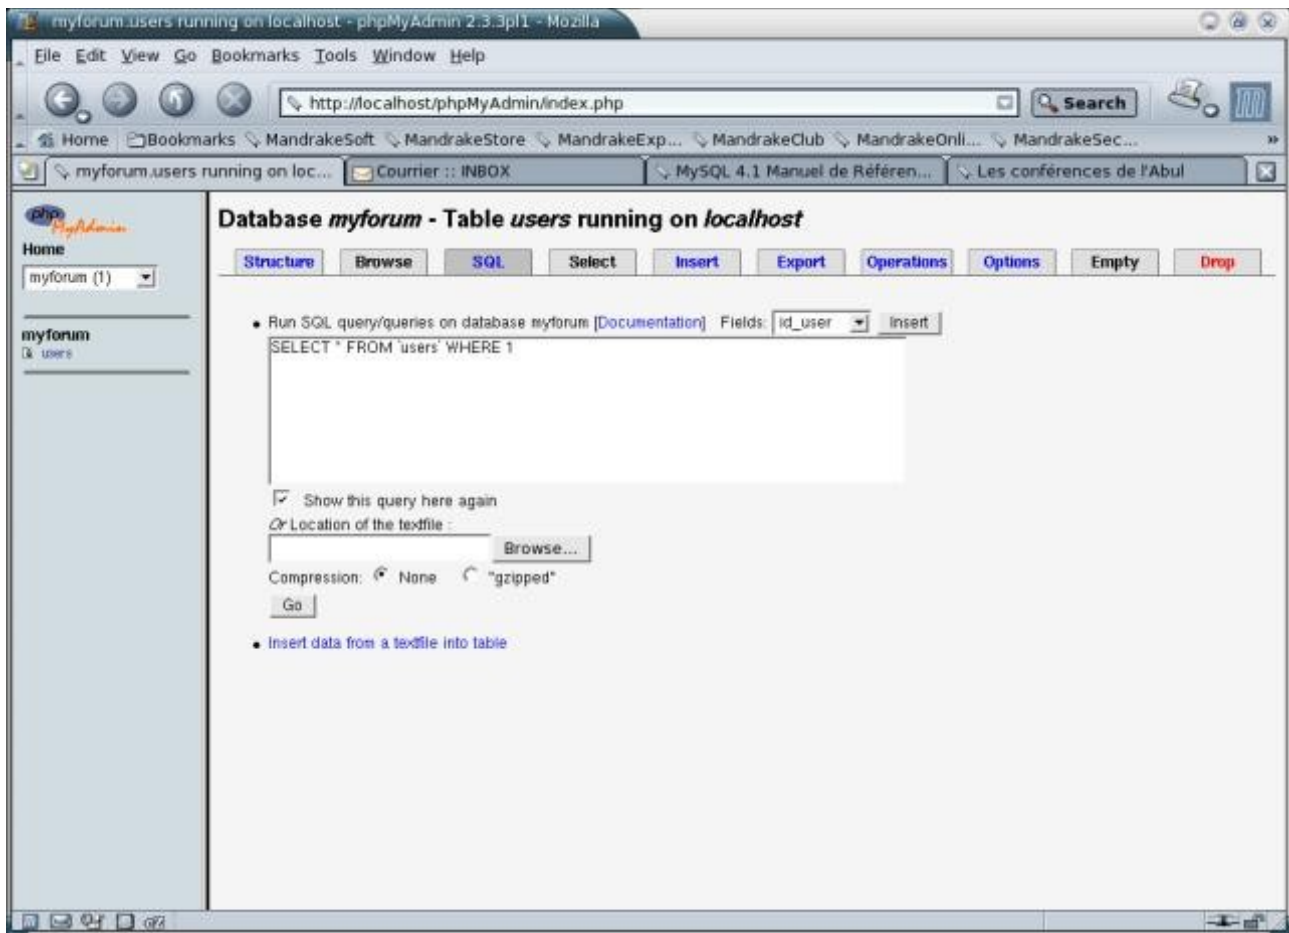 myforum.users running on localhost - phpMyAdmin 2.3.3pl1 - Mozilla
File Edit View Go Bookmarks Tools Window Help
http://localhost/phpMyAdmin/index.php Search
Home Bookmarks MandrakeSoft MandrakeStore MandrakeExp... MandrakeClub MandrakeOnli... MandrakeSec... »
myforum.users running on loc... Courrier :: INBOX MySQL 4.1 Manuel de Référen... Les conférences de l'Abul
php MyAdmin
Home
myforum (1)
myforum
users
Database myforum - Table users running on localhost
Structure Browse SQL Select Insert Export Operations Options Empty Drop
Run SQL query/queries on database myforum [Documentation] Fields: id_user Insert
SELECT * FROM `users` WHERE 1
Show this query here again
Or Location of the textfile :
Browse...
Compression: None "gzipped"
Go
Insert data from a textfile into table